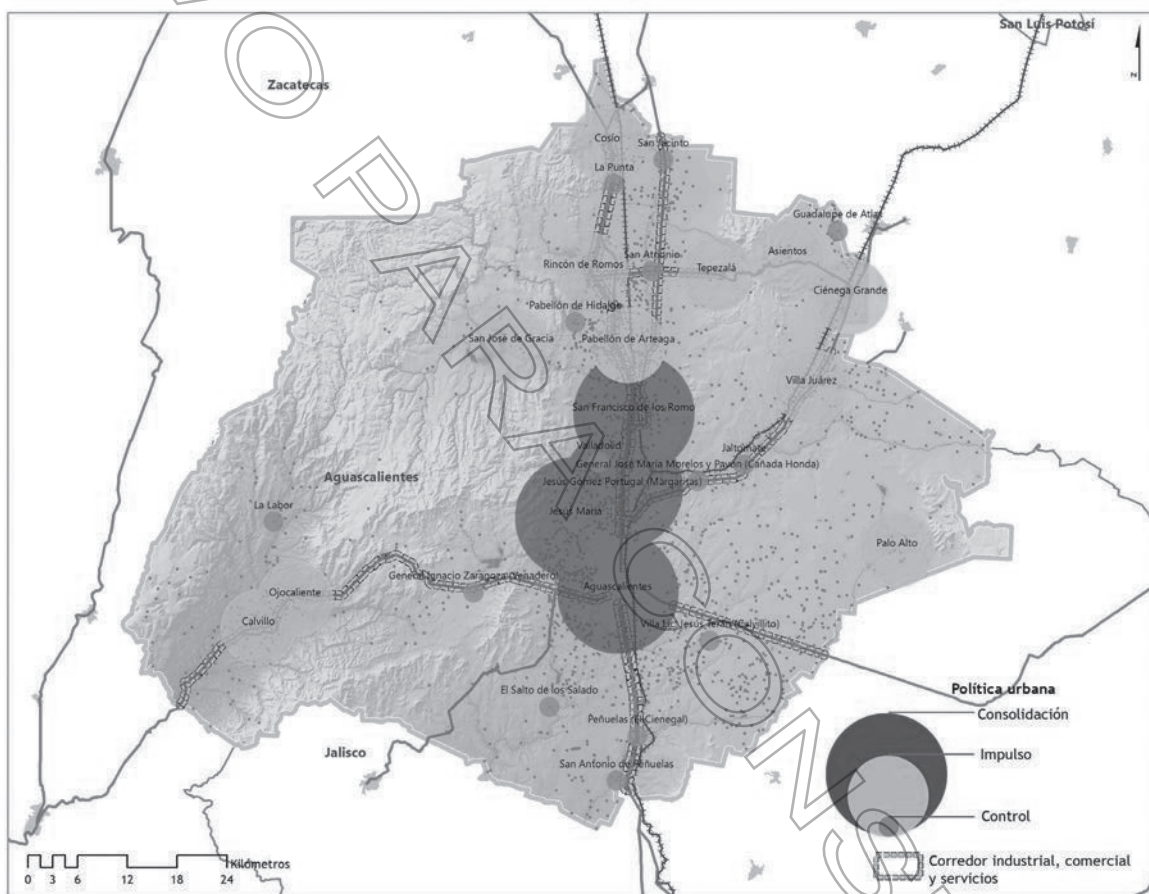 San Luis Potosí
Zacatecas
N
Cosío
San Jacinto
La Punta
Guadalupe de Atlas
Asientos
San Antonio
Rincón de Romos
Tepezalá
Ciénega Grande
Pabellón de Hidalgo
San José de Gracia
Pabellón de Arteaga
Villa Juárez
San Francisco de los Romo
Valladolid
Jaltomate
General José María Morelos y Pavón (Cañada Honda)
Jesús Gómez Portugal (Margaritas)
Aguascalientes
Jesús María
La Labor
Palo Alto
General Ignacio Zaragoza (Venadero)
Aguascalientes
Ojocaliente
Calvillo
Villa Lic. Jesús Terán (Calvillito)
El Salto de los Salado
Peñuelas (El Cienegal)
Jalisco
San Antonio de Peñuelas
Política urbana
Consolidación
Impulso
Control
Corredor industrial, comercial
y servicios
Kilómetros
0 3 6 12 18 24
O PARA CONS